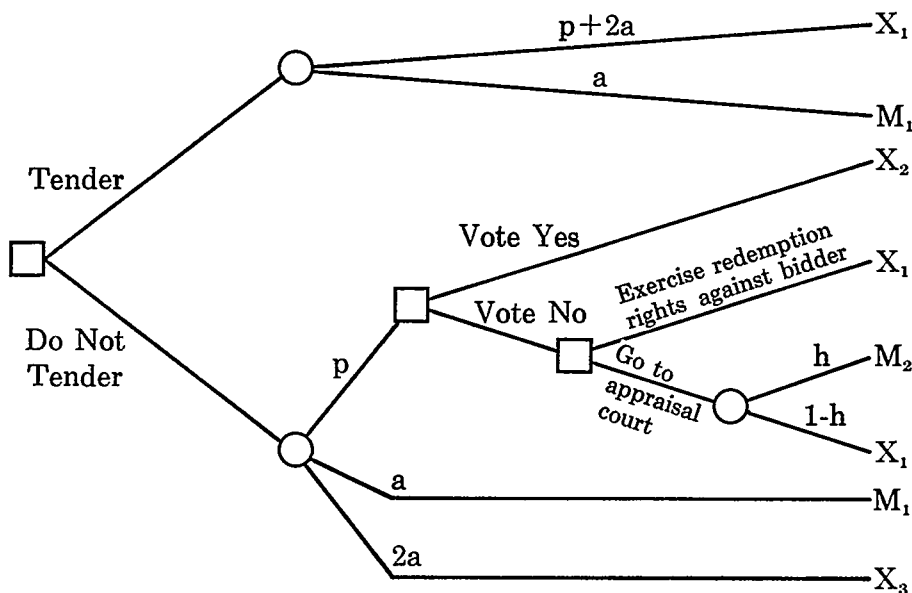 p+2a
X₁
a
M₁
Tender
X₂
Vote Yes
Exercise redemption
rights against bidder
X₁
Vote No
Do Not
Tender
p
Go to
appraisal
court
h
M₂
1-h
X₁
a
M₁
2a
X₃